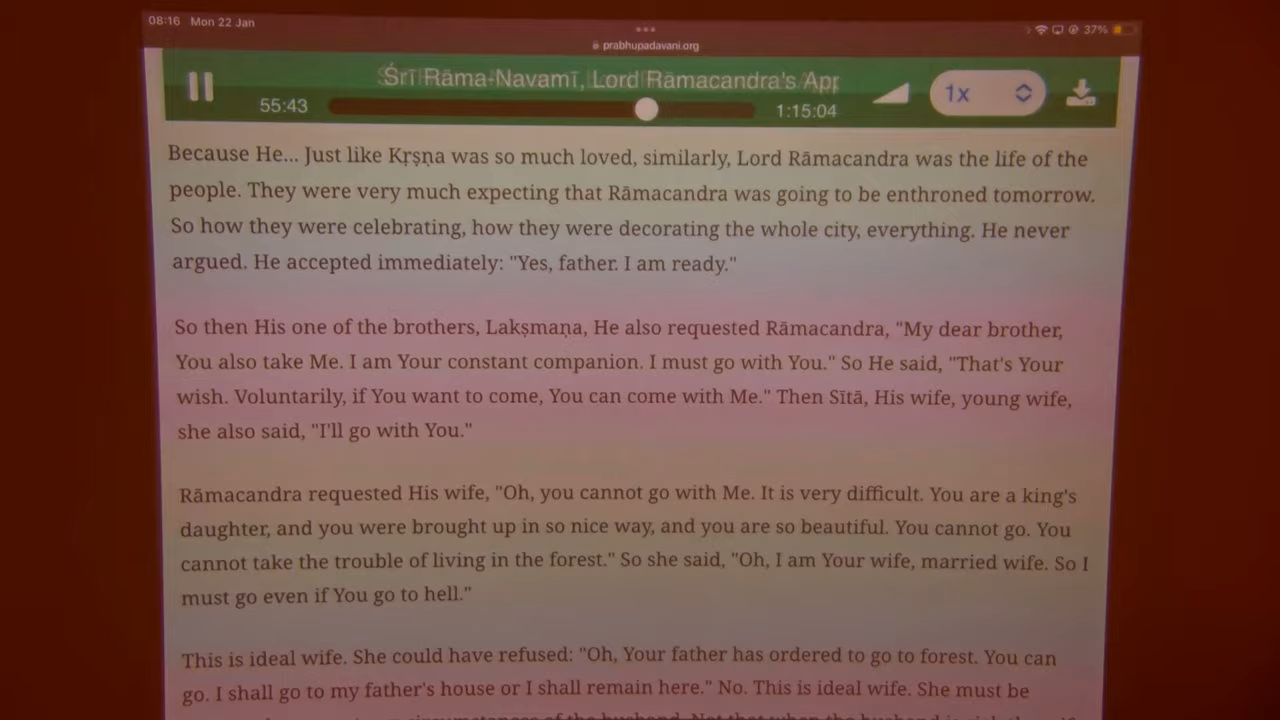 08:16 Mon 22 Jan
37%
prabhupadavani.org
Śrī Rāma-Navamī, Lord Rāmacandra's Apr
55:43
1:15:04
1x
Because He... Just like Kṛṣṇa was so much loved, similarly, Lord Rāmacandra was the life of the
people. They were very much expecting that Rāmacandra was going to be enthroned tomorrow.
So how they were celebrating, how they were decorating the whole city, everything. He never
argued. He accepted immediately: "Yes, father. I am ready."
So then His one of the brothers, Lakṣmaṇa, He also requested Rāmacandra, "My dear brother,
You also take Me. I am Your constant companion. I must go with You." So He said, "That's Your
wish. Voluntarily, if You want to come, You can come with Me." Then Sītā, His wife, young wife,
she also said, "I'll go with You."
Rāmacandra requested His wife, "Oh, you cannot go with Me. It is very difficult. You are a king's
daughter, and you were brought up in so nice way, and you are so beautiful. You cannot go. You
cannot take the trouble of living in the forest." So she said, "Oh, I am Your wife, married wife. So I
must go even if You go to hell."
This is ideal wife. She could have refused: "Oh, Your father has ordered to go to forest. You can
go. I shall go to my father's house or I shall remain here." No. This is ideal wife. She must be
circumstances of the husband. Not that when the husband is